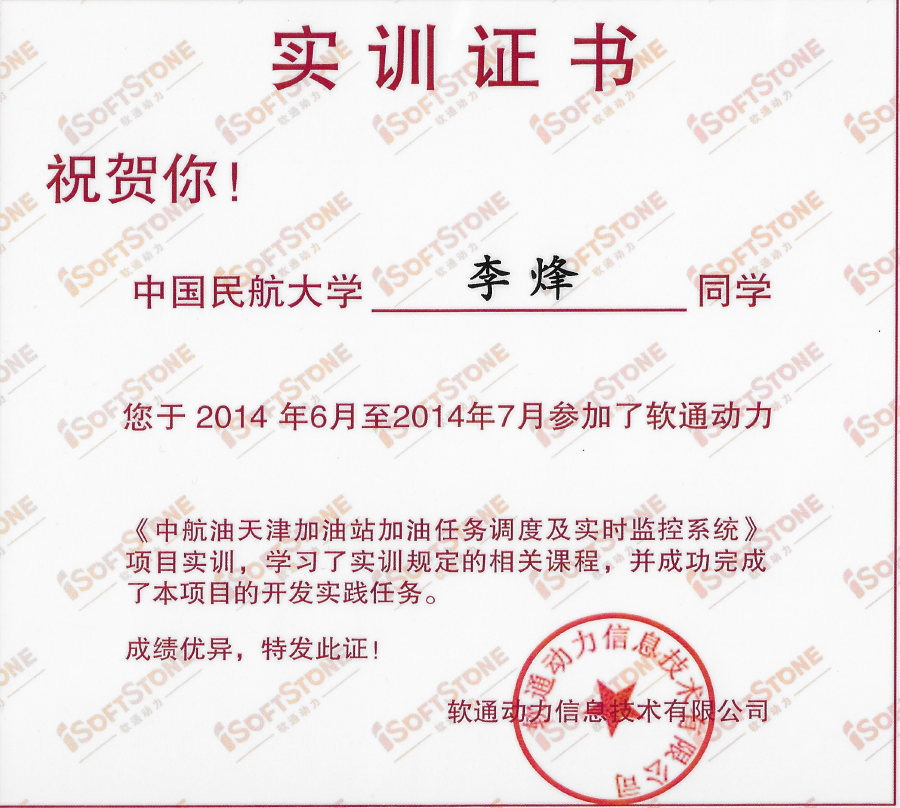 实训证书
祝贺你!
中国民航大学 李烽 同学
您于 2014 年6月至2014年7月参加了软通动力
《中航油天津加油站加油任务调度及实时监控系统》
项目实训，学习了实训规定的相关课程，并成功完成
了本项目的开发实践任务。
成绩优异，特发此证!
软通动力信息技术有限公司
软通动力信息技术有限公司
iSOFTSTONE
软通动力